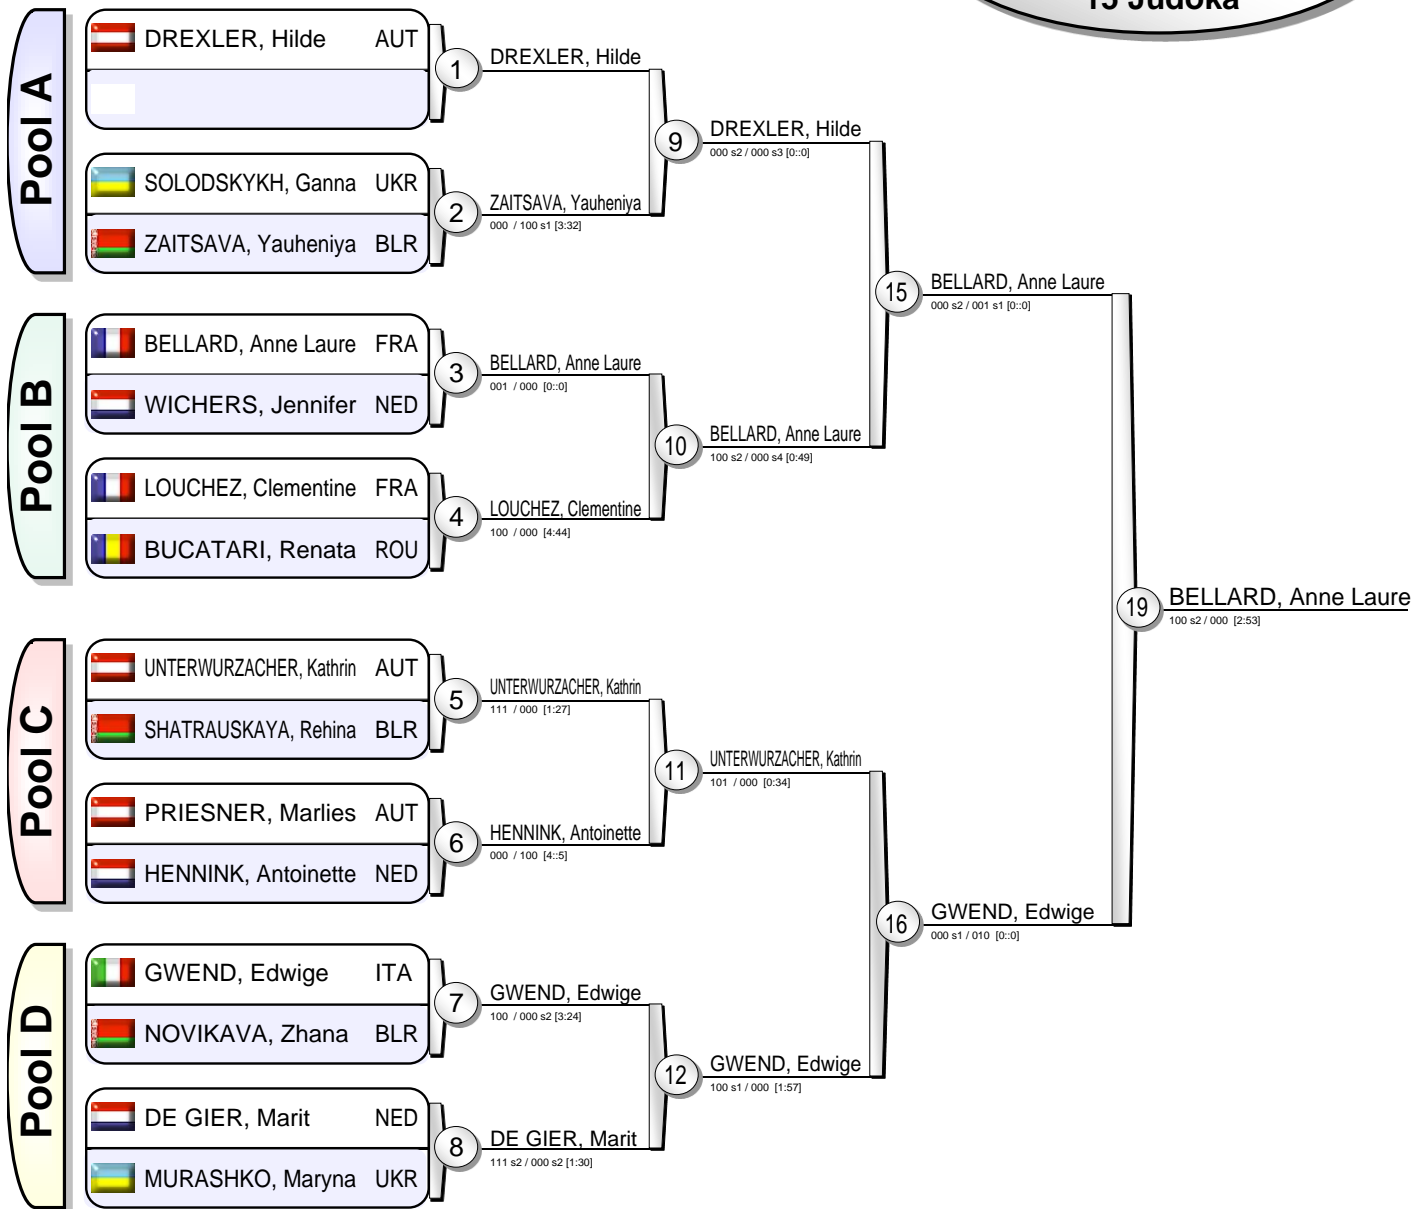 15 Judoka
Pool A
DREXLER, Hilde AUT
1
DREXLER, Hilde
SOLODSKYKH, Ganna UKR
ZAITSAVA, Yauheniya BLR
2
ZAITSAVA, Yauheniya
000 / 100 s1 [3:32]
9
DREXLER, Hilde
000 s2 / 000 s3 [0::0]
Pool B
BELLARD, Anne Laure FRA
WICHERS, Jennifer NED
3
BELLARD, Anne Laure
001 / 000 [0::0]
LOUCHEZ, Clementine FRA
BUCATARI, Renata ROU
4
LOUCHEZ, Clementine
100 / 000 [4:44]
10
BELLARD, Anne Laure
100 s2 / 000 s4 [0:49]
15
BELLARD, Anne Laure
000 s2 / 001 s1 [0::0]
Pool C
UNTERWURZACHER, Kathrin AUT
SHATRAUSKAYA, Rehina BLR
5
UNTERWURZACHER, Kathrin
111 / 000 [1:27]
PRIESNER, Marlies AUT
HENNINK, Antoinette NED
6
HENNINK, Antoinette
000 / 100 [4::5]
11
UNTERWURZACHER, Kathrin
101 / 000 [0:34]
Pool D
GWEND, Edwige ITA
NOVIKAVA, Zhana BLR
7
GWEND, Edwige
100 / 000 s2 [3:24]
DE GIER, Marit NED
MURASHKO, Maryna UKR
8
DE GIER, Marit
111 s2 / 000 s2 [1:30]
12
GWEND, Edwige
100 s1 / 000 [1:57]
16
GWEND, Edwige
000 s1 / 010 [0::0]
19
BELLARD, Anne Laure
100 s2 / 000 [2:53]